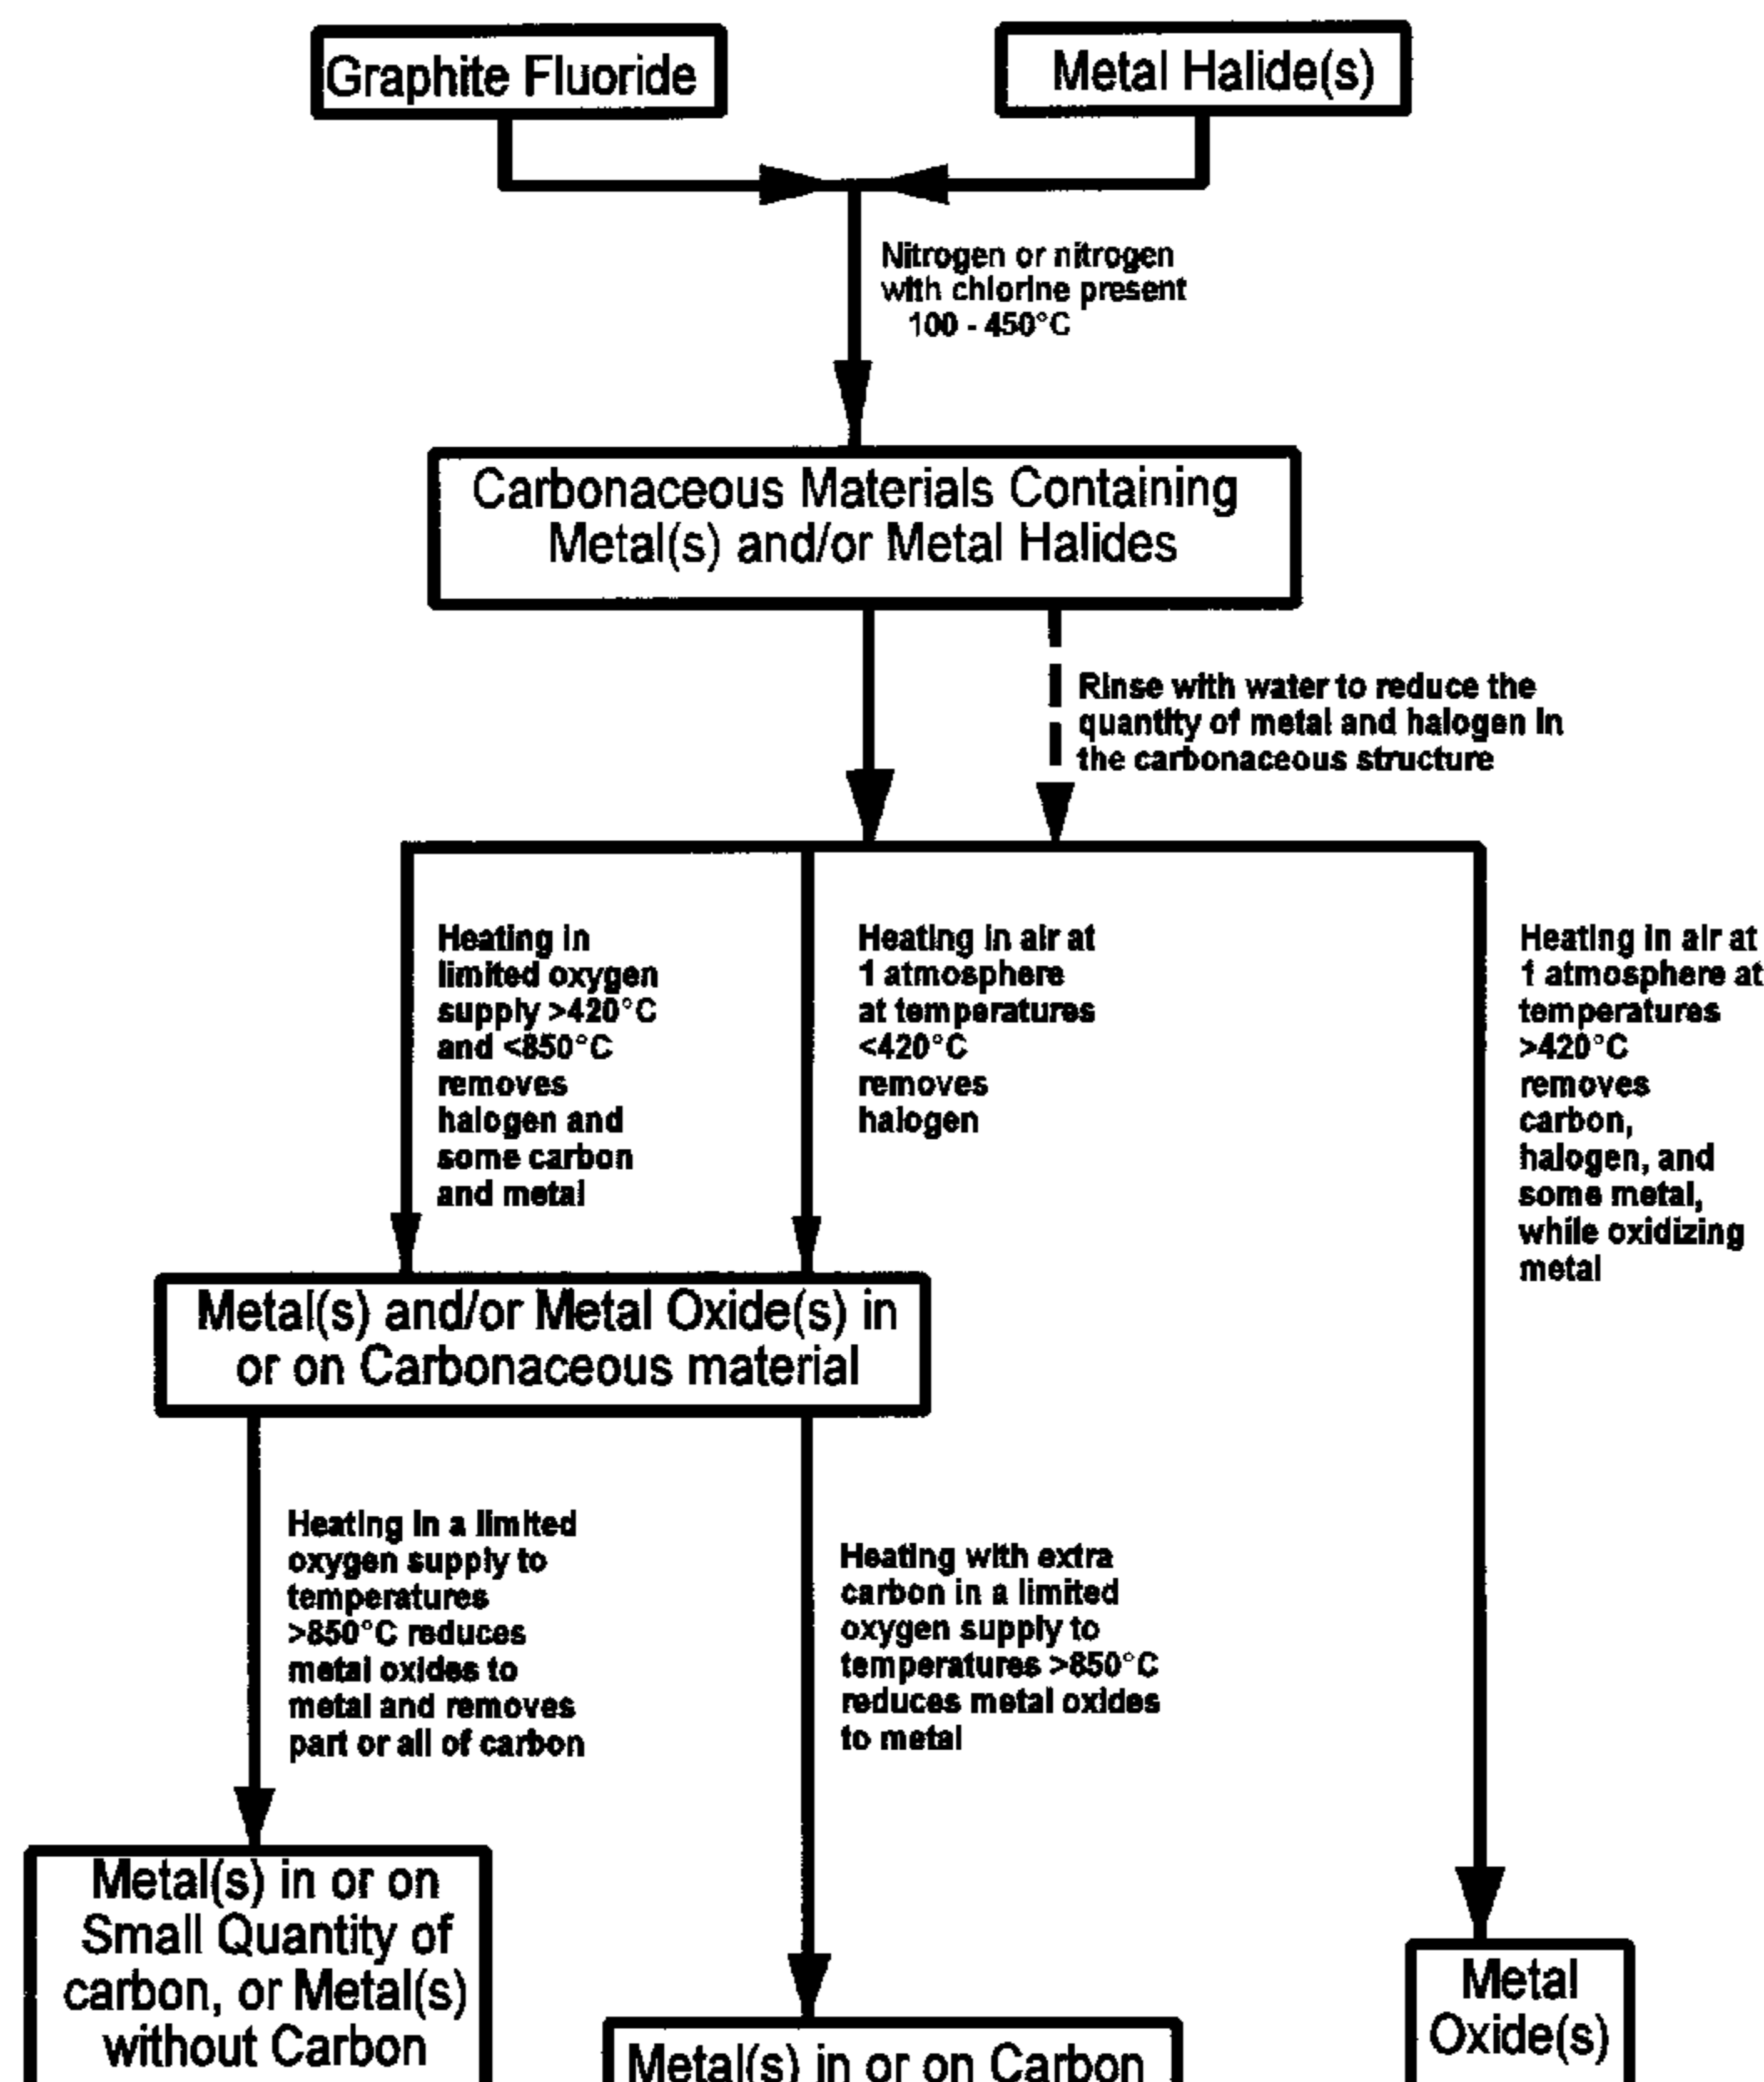 Graphite Fluoride
Metal Halide(s)
Nitrogen or nitrogen
with chlorine present
100 - 450°C
Carbonaceous Materials Containing
Metal(s) and/or Metal Halides
Rinse with water to reduce the
quantity of metal and halogen in
the carbonaceous structure
Heating in
limited oxygen
supply >420°C
and <850°C
removes
halogen and
some carbon
and metal
Heating in air at
1 atmosphere
at temperatures
<420°C
removes
halogen
Heating in air at
1 atmosphere at
temperatures
>420°C
removes
carbon,
halogen, and
some metal,
while oxidizing
metal
Metal(s) and/or Metal Oxide(s) in
or on Carbonaceous material
Heating in a limited
oxygen supply to
temperatures
>850°C reduces
metal oxides to
metal and removes
part or all of carbon
Heating with extra
carbon in a limited
oxygen supply to
temperatures >850°C
reduces metal oxides
to metal
Metal(s) in or on
Small Quantity of
carbon, or Metal(s)
without Carbon
Metal(s) in or on Carbon
Metal
Oxide(s)